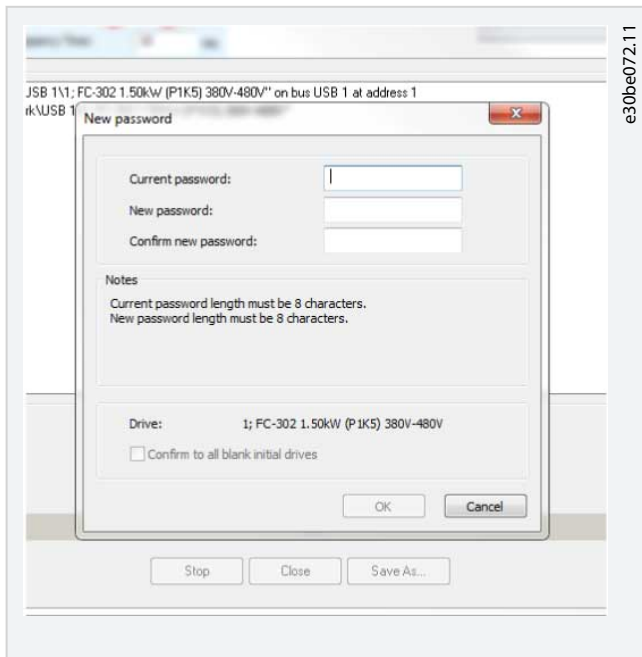 e30be072.11
JSB 1\1; FC-302 1.50kW (P1K5) 380V-480V" on bus USB 1 at address 1
rk\USB 1
New password
Current password:
New password:
Confirm new password:
Notes
Current password length must be 8 characters.
New password length must be 8 characters.
Drive: 1; FC-302 1.50kW (P1K5) 380V-480V
Confirm to all blank initial drives
OK Cancel
Stop Close Save As...